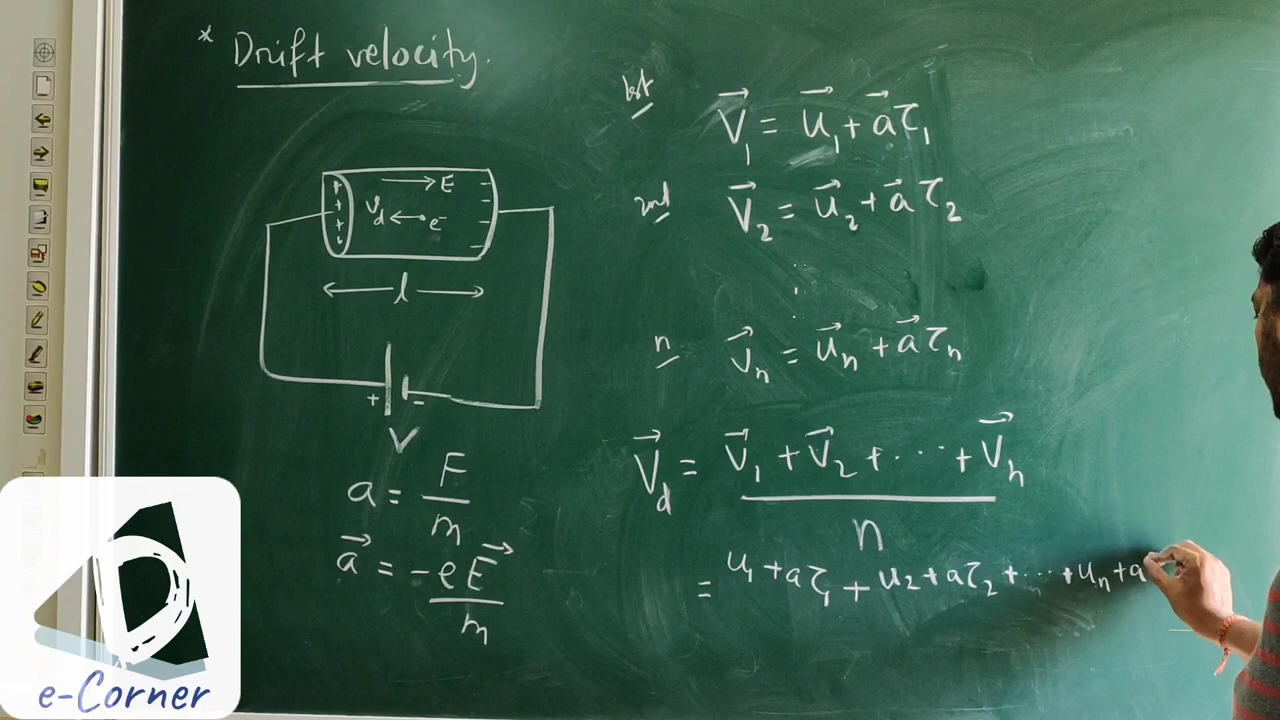 * Drift velocity.
+ → E -
+ V⃗d ← e⁻ -
+ -
+ -
← l →
+ -
V
a = F/m
a⃗ = -eE⃗/m
1st V⃗₁ = u⃗₁ + a⃗τ₁
2nd V⃗₂ = u⃗₂ + a⃗τ₂
⋮
n V⃗n = u⃗n + a⃗τn
V⃗d = V⃗₁ + V⃗₂ + ... + V⃗n / n
= u₁ + aτ₁ + u₂ + aτ₂ + ... + un + a
e-Corner